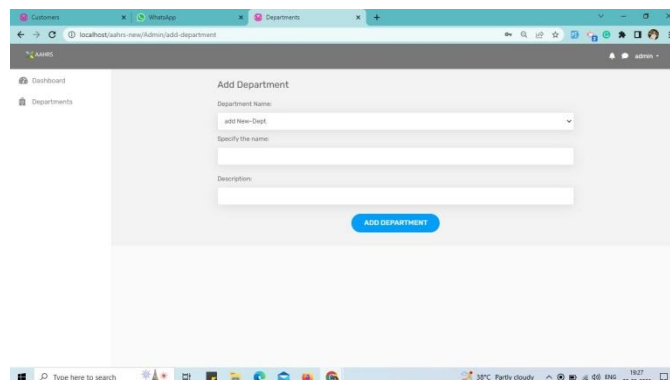 Customers
WhatsApp
Departments
localhost/aahrs-new/Admin/add-department
AAHRS
admin
Dashboard
Departments
Add Department
Department Name:
add New-Dept
Specify the name:
Description:
ADD DEPARTMENT
Type here to search
38°C Partly cloudy
ENG
19:27